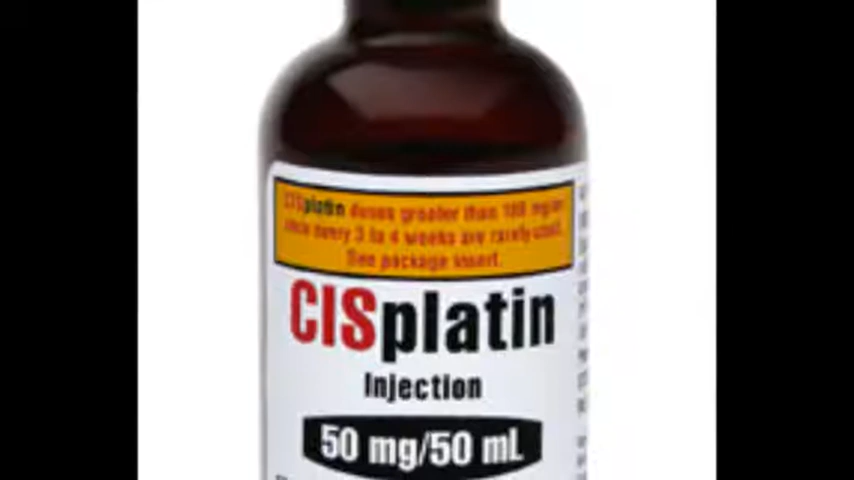 CISplatin doses greater than 100 mg/m²
once every 3 to 4 weeks are rarely used.
See package insert.
CISplatin
Injection
50 mg/50 mL